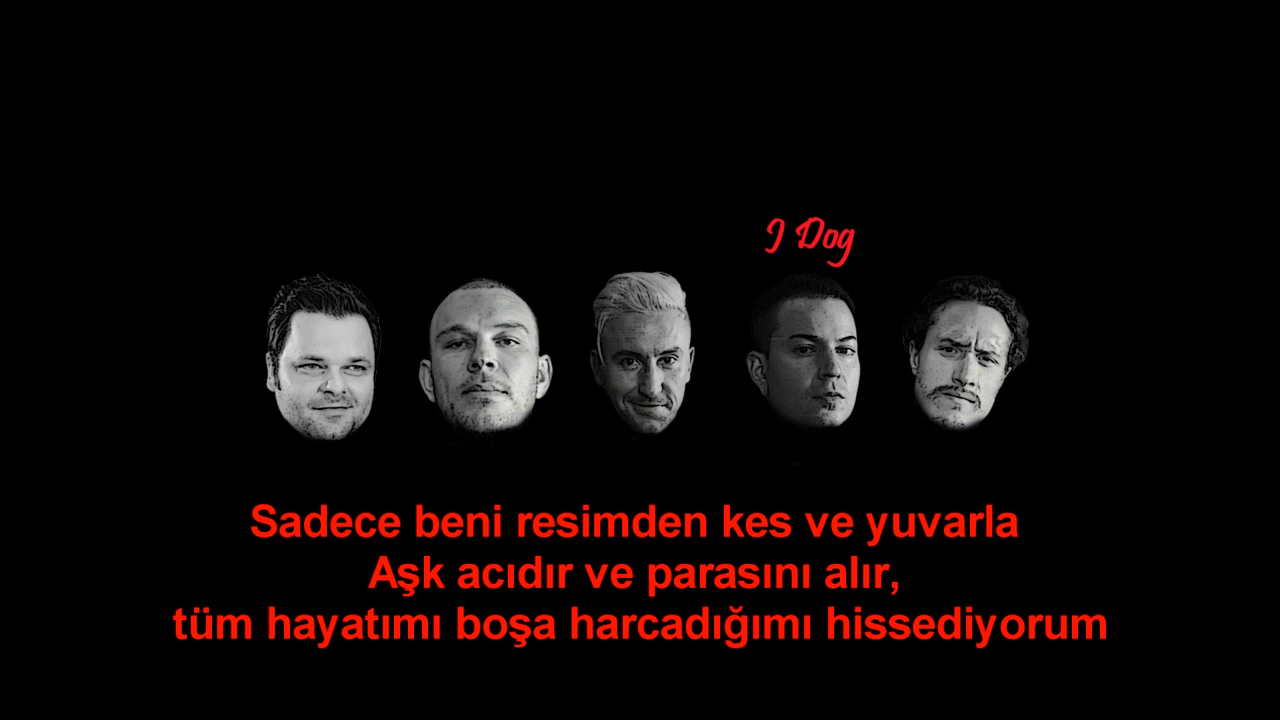 J Dog
Sadece beni resimden kes ve yuvarla
Aşk acıdır ve parasını alır,
tüm hayatımı boşa harcadığımı hissediyorum